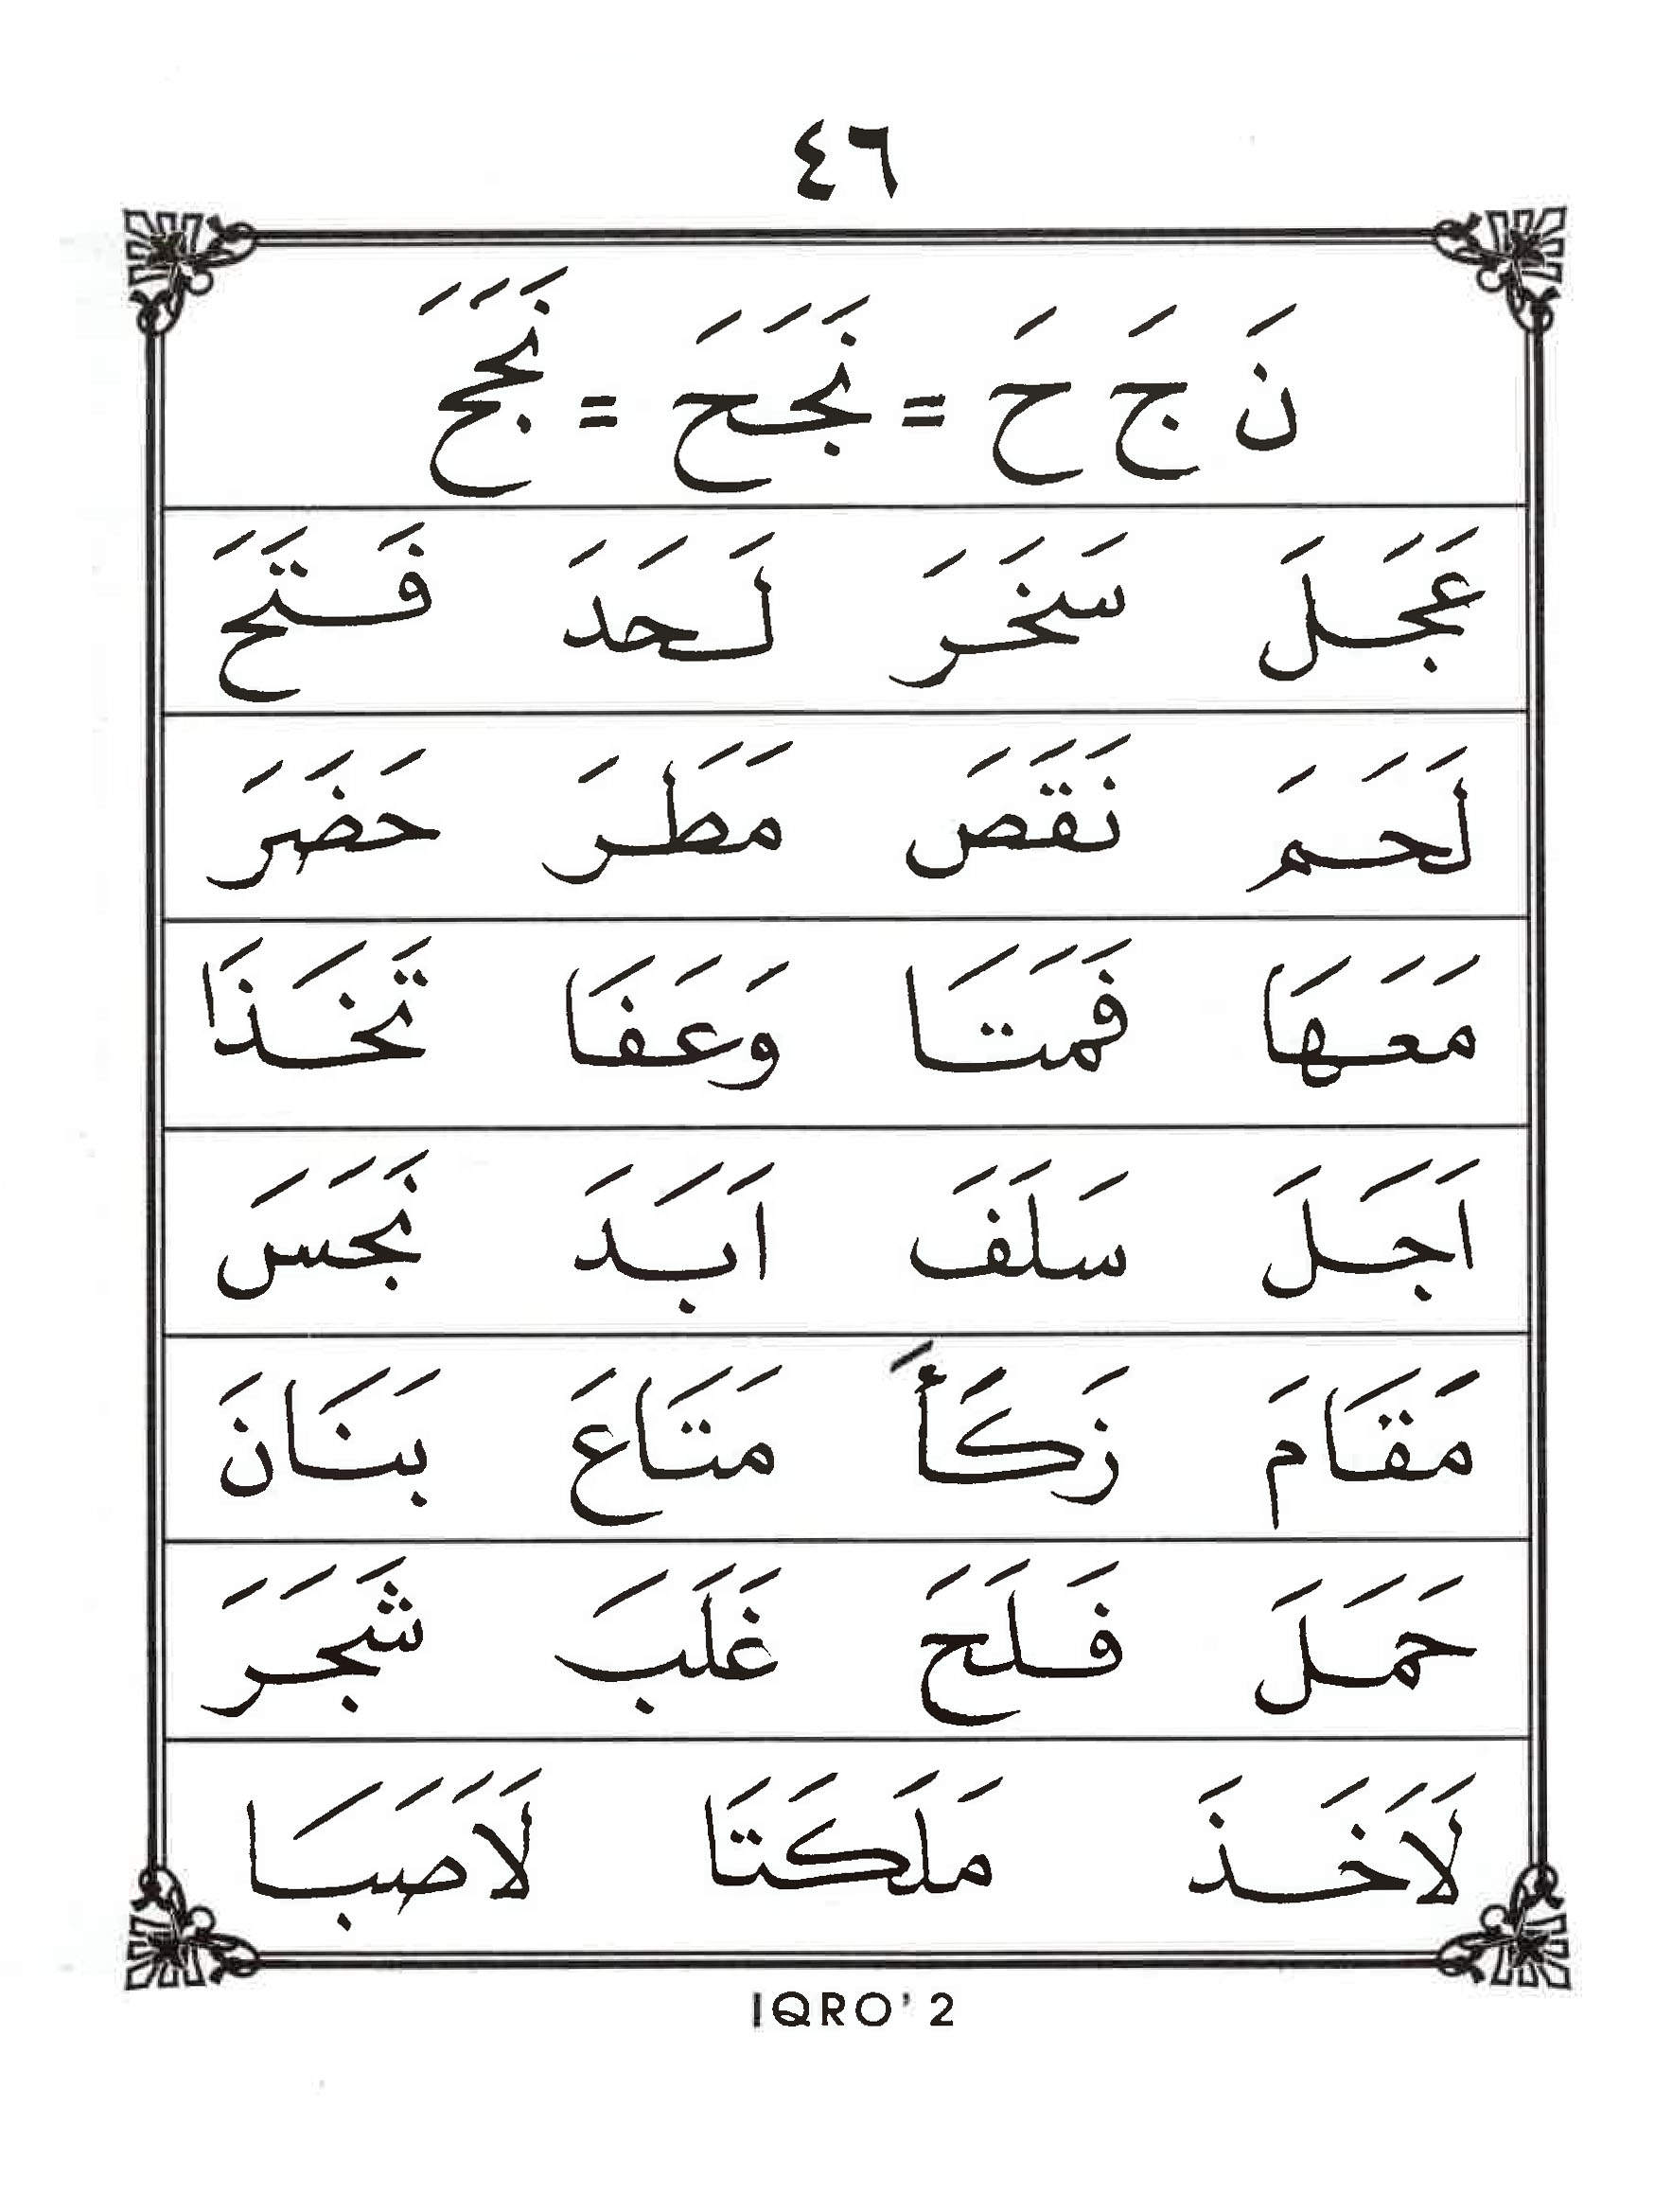 ٤٦
نَ جَ حَ = نَجَحَ = نَجَحَ
عَجَلَ سَخَرَ لَحَدَ فَتَحَ
لَحَمَ نَقَصَ مَطَرَ حَضَرَ
مَعَهَا فَمَتَا وَعَفَا تَخَذَا
اَجَلَ سَلَفَ اَبَدَ نَجَسَ
مَقَامَ زَكَأَ مَتَاعَ بَنَانَ
حَمَلَ فَلَحَ غَلَبَ شَجَرَ
لَاَخَذَ مَلَكَتَا لَاَصَبَا
IQRO' 2